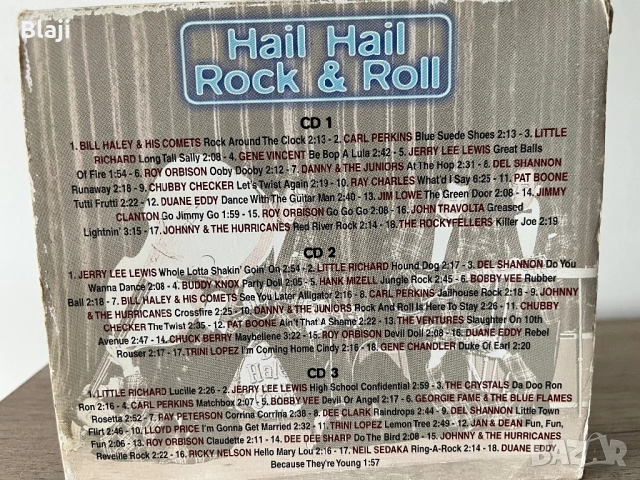 Blaji
Hail Hail
Rock & Roll
CD 1
1. BILL HALEY & HIS COMETS Rock Around The Clock 2:13 - 2. CARL PERKINS Blue Suede Shoes 2:13 - 3. LITTLE
RICHARD Long Tall Sally 2:08 - 4. GENE VINCENT Be Bop A Lula 2:42 - 5. JERRY LEE LEWIS Great Balls
Of Fire 1:54 - 6. ROY ORBISON Ooby Dooby 2:12 - 7. DANNY & THE JUNIORS At The Hop 2:31 - 8. DEL SHANNON
Runaway 2:18 - 9. CHUBBY CHECKER Let's Twist Again 2:19 - 10. RAY CHARLES What'd I Say 6:25 - 11. PAT BOONE
Tutti Frutti 2:22 - 12. DUANE EDDY Dance With The Guitar Man 2:40 - 13. JIM LOWE The Green Door 2:08 - 14. JIMMY
CLANTON Go Jimmy Go 1:59 - 15. ROY ORBISON Go Go Go 2:08 - 16. JOHN TRAVOLTA Greased
Lightnin' 3:15 - 17. JOHNNY & THE HURRICANES Red River Rock 2:14 - 18. THE ROCKYFELLERS Killer Joe 2:19
CD 2
1. JERRY LEE LEWIS Whole Lotta Shakin' Goin' On 2:54 - 2. LITTLE RICHARD Hound Dog 2:17 - 3. DEL SHANNON Do You
Wanna Dance 2:08 - 4. BUDDY KNOX Party Doll 2:05 - 5. HANK MIZELL Jungle Rock 2:45 - 6. BOBBY VEE Rubber
Ball 2:18 - 7. BILL HALEY & HIS COMETS See You Later Alligator 2:16 - 8. CARL PERKINS Jailhouse Rock 2:18 - 9. JOHNNY
& THE HURRICANES Crossfire 2:51 - 10. DANNY & THE JUNIORS Rock And Roll Is Here To Stay 2:26 - 11. CHUBBY
CHECKER The Twist 2:35 - 12. PAT BOONE Ain't That A Shame 2:22 - 13. THE VENTURES Slaughter On 10th
Avenue 2:47 - 14. CHUCK BERRY Maybellene 3:22 - 15. ROY ORBISON Devil Doll 2:08 - 16. DUANE EDDY Rebel
Rouser 2:17 - 17. TRINI LOPEZ I'm Coming Home Cindy 2:16 - 18. GENE CHANDLER Duke Of Earl 2:20
CD 3
1. LITTLE RICHARD Lucille 2:26 - 2. JERRY LEE LEWIS High School Confidential 2:59 - 3. THE CRYSTALS Da Doo Ron
Ron 2:16 - 4. CARL PERKINS Matchbox 2:07 - 5. BOBBY VEE Devil Or Angel 2:17 - 6. GEORGIE FAME & THE BLUE FLAMES
Rosetta 2:52 - 7. RAY PETERSON Corrina Corrina 2:38 - 8. DEE CLARK Raindrops 2:44 - 9. DEL SHANNON Little Town
Flirt 2:46 - 10. LLOYD PRICE I'm Gonna Get Married 2:32 - 11. TRINI LOPEZ Lemon Tree 2:49 - 12. JAN & DEAN Fun, Fun,
Fun 2:06 - 13. ROY ORBISON Claudette 2:11 - 14. DEE DEE SHARP Do The Bird 2:08 - 15. JOHNNY & THE HURRICANES
Reveille Rock 2:22 - 16. RICKY NELSON Hello Mary Lou 2:16 - 17. NEIL SEDAKA Ring-A-Rock 2:14 - 18. DUANE EDDY
Because They're Young 1:57
BAZAR